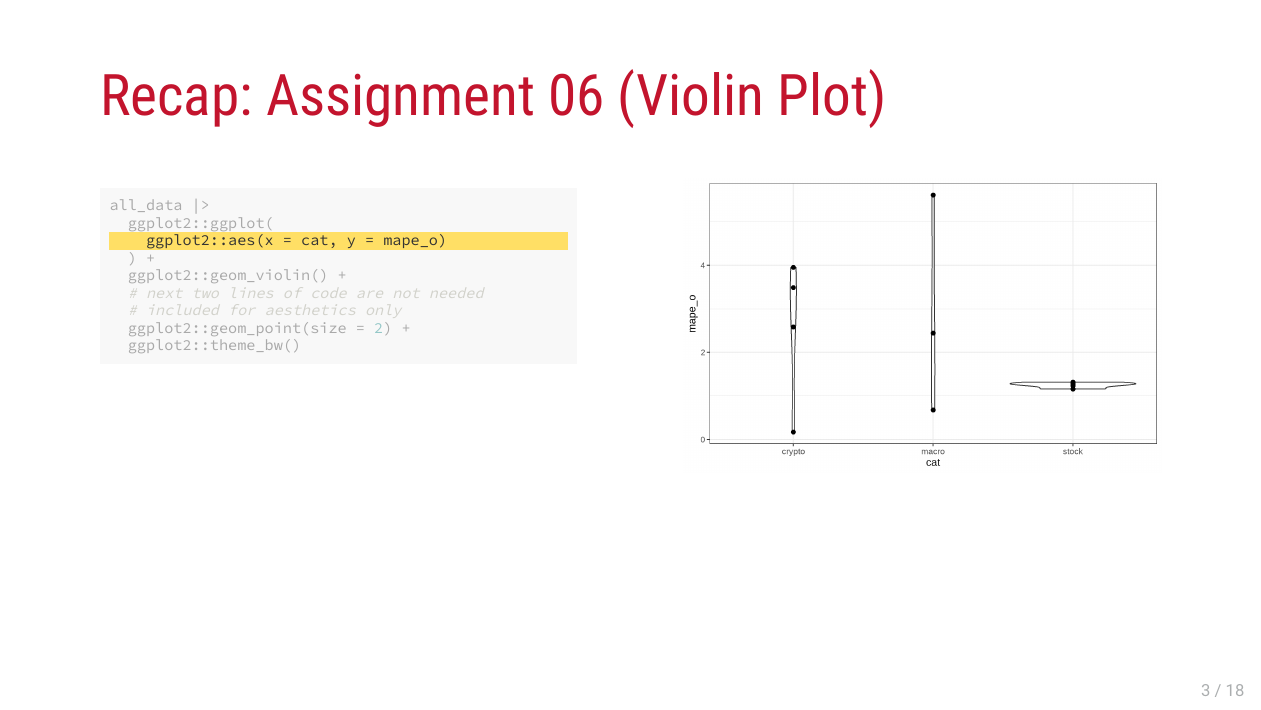 Recap: Assignment 06 (Violin Plot)
all_data |>
  ggplot2::ggplot(
    ggplot2::aes(x = cat, y = mape_o)
  ) +
  ggplot2::geom_violin() +
  # next two lines of code are not needed
  # included for aesthetics only
  ggplot2::geom_point(size = 2) +
  ggplot2::theme_bw()
mape_o
4
2
0
crypto macro stock
cat
3 / 18